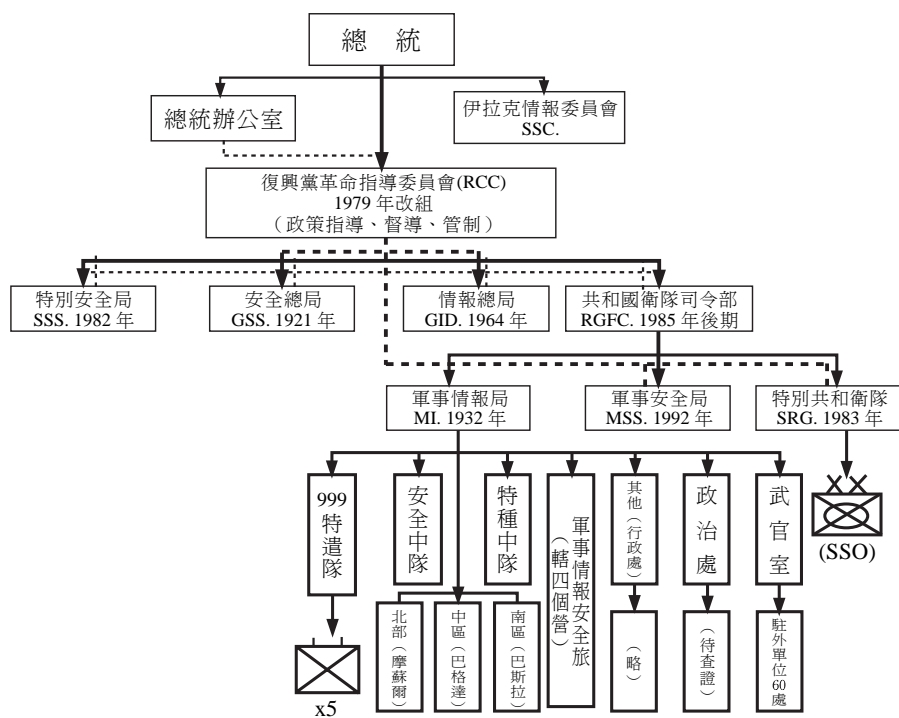 總 統
總統辦公室
伊拉克情報委員會
SSC.
復興黨革命指導委員會(RCC)
1979 年改組
（政策指導、督導、管制）
特別安全局
SSS. 1982 年
安全總局
GSS. 1921 年
情報總局
GID. 1964 年
共和國衛隊司令部
RGFC. 1985 年後期
軍事情報局
MI. 1932 年
軍事安全局
MSS. 1992 年
特別共和衛隊
SRG. 1983 年
999特遣隊
安全中隊
特種中隊
軍事情報安全旅
（轄四個營）
其他（行政處）
政治處
武官室
(SSO)
x5
北部（摩蘇爾）
中區（巴格達）
南區（巴斯拉）
（略）
（待查證）
駐外單位60處